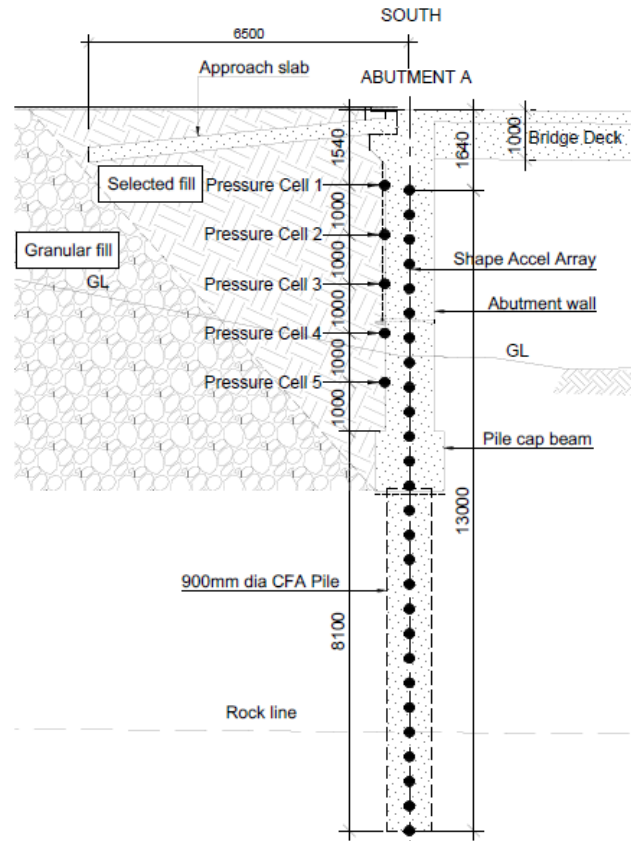 SOUTH
6500
Approach slab
ABUTMENT A
1540
1640
1000
Bridge Deck
Selected fill
Pressure Cell 1
1000
Granular fill
Pressure Cell 2
Shape Accel Array
1000
GL
Pressure Cell 3
Abutment wall
1000
Pressure Cell 4
GL
1000
Pressure Cell 5
1000
Pile cap beam
13000
900mm dia CFA Pile
8100
Rock line